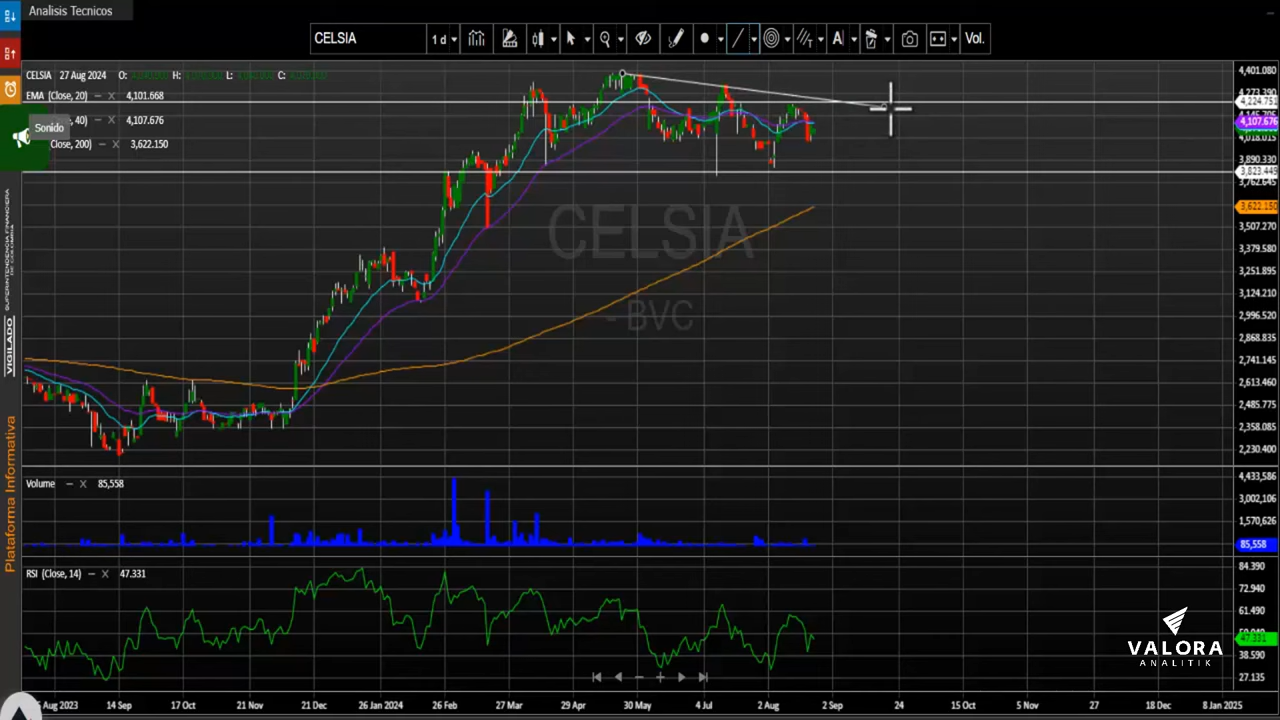 Analisis Tecnicos
CELSIA 1 d Vol.
CELSIA 27 Aug 2024 O: H: L: C:
EMA (Close, 20) – X 4,101.668
Sonido , 40) – X 4,107.676
(Close, 200) – X 3,622.150
4,401.080
4,273.390
4,224.751
4,107.676
4,018.015
3,890.330
3,823.445
3,762.645
3,622.150
3,507.270
3,379.580
3,251.895
3,124.210
2,996.520
2,868.835
2,741.145
2,613.460
2,485.775
2,358.085
2,230.400
CELSIA
- BVC
SUPERINTENDENCIA FINANCIERA
DE COLOMBIA
VIGILADO
Plataforma Informativa
Volume – X 85,558
4,433,586
3,002,106
1,570,626
85,558
RSI (Close, 14) – X 47.331
84.390
72.940
61.490
47.331
38.590
27.135
VALORA
ANALITIK
Aug 2023 14 Sep 17 Oct 21 Nov 21 Dec 26 Jan 2024 26 Feb 27 Mar 29 Apr 30 May 4 Jul 2 Aug 2 Sep 24 15 Oct 5 Nov 27 18 Dec 8 Jan 2025